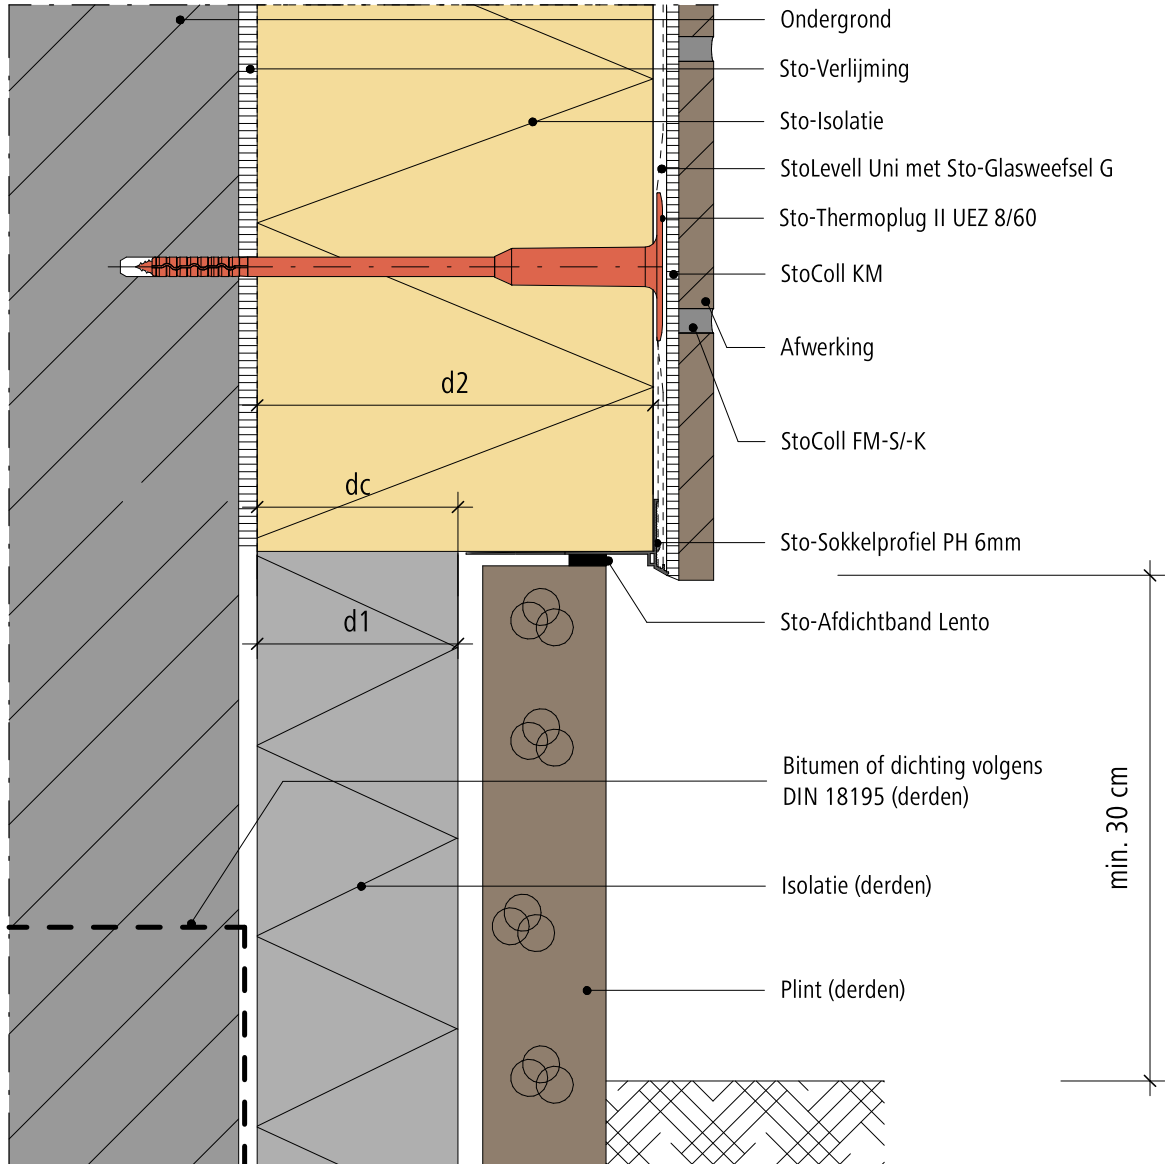 Ondergrond
Sto-Verlijming
Sto-Isolatie
StoLevell Uni met Sto-Glasweefsel G
Sto-Thermoplug II UEZ 8/60
StoColl KM
Afwerking
d2
StoColl FM-S/-K
dc
Sto-Sokkelprofiel PH 6mm
d1
Sto-Afdichtband Lento
Bitumen of dichting volgens
DIN 18195 (derden)
min. 30 cm
Isolatie (derden)
Plint (derden)